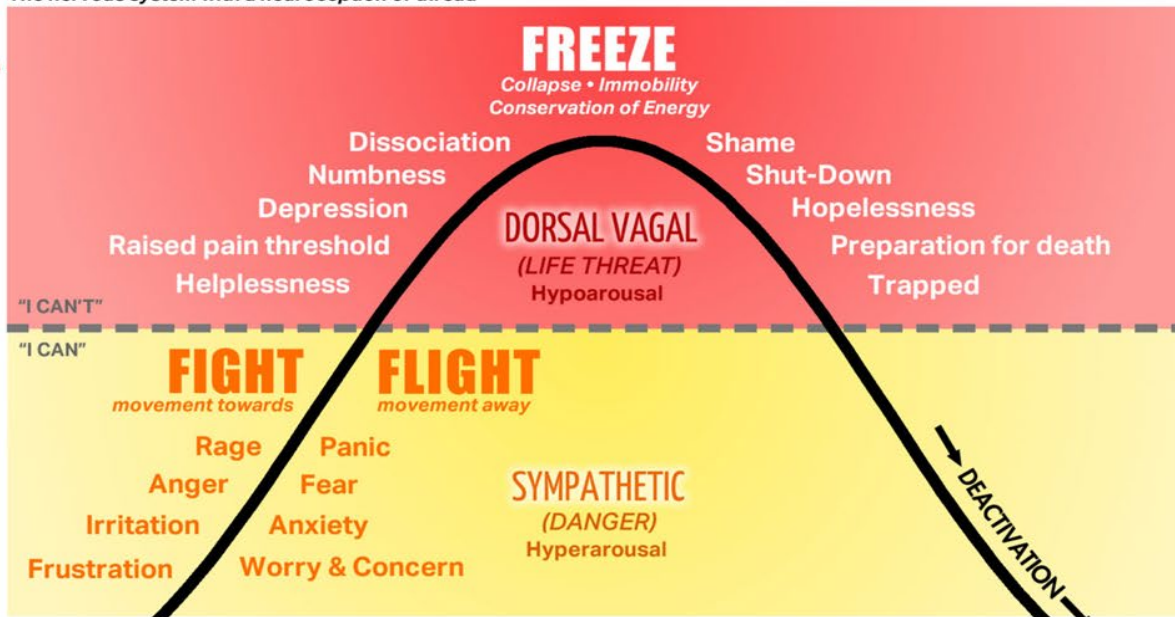 FREEZE
Collapse • Immobility
Conservation of Energy
Dissociation
Numbness
Depression
Raised pain threshold
Helplessness
Shame
Shut-Down
Hopelessness
Preparation for death
Trapped
DORSAL VAGAL
(LIFE THREAT)
Hypoarousal
"I CAN'T"
"I CAN"
FIGHT
movement towards
FLIGHT
movement away
Rage
Anger
Irritation
Frustration
Panic
Fear
Anxiety
Worry & Concern
SYMPATHETIC
(DANGER)
Hyperarousal
DEACTIVATION